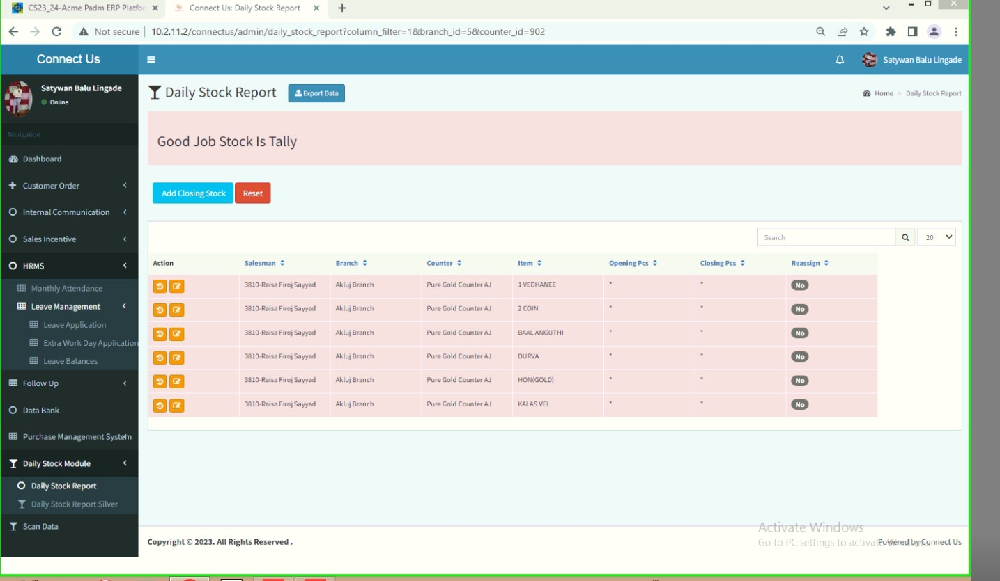 CS23_24-Acme Padm ERP Platfor
Connect Us: Daily Stock Report
Not secure
10.2.11.2/connectus/admin/daily_stock_report?column_filter=1&branch_id=5&counter_id=902
Connect Us
Satywan Balu Lingade
Satywan Balu Lingade
Online
Daily Stock Report
Export Data
Home > Daily Stock Report
Navigation
Good Job Stock Is Tally
Dashboard
Customer Order
Internal Communication
Sales Incentive
HRMS
Monthly Attendance
Leave Management
Leave Application
Extra Work Day Application
Leave Balances
Follow Up
Data Bank
Purchase Management System
Daily Stock Module
Daily Stock Report
Daily Stock Report Silver
Scan Data
Add Closing Stock Reset
Search 20
Action Salesman Branch Counter Item Opening Pcs Closing Pcs Reassign
3810-Raisa Firoj Sayyad Akluj Branch Pure Gold Counter AJ 1 VEDHANEE * * No
3810-Raisa Firoj Sayyad Akluj Branch Pure Gold Counter AJ 2 COIN * * No
3810-Raisa Firoj Sayyad Akluj Branch Pure Gold Counter AJ BAAL ANGUTHI * * No
3810-Raisa Firoj Sayyad Akluj Branch Pure Gold Counter AJ DURVA * * No
3810-Raisa Firoj Sayyad Akluj Branch Pure Gold Counter AJ HON(GOLD) * * No
3810-Raisa Firoj Sayyad Akluj Branch Pure Gold Counter AJ KALAS VEL * * No
Activate Windows
Go to PC settings to activate Windows.
Copyright © 2023. All Rights Reserved .
Powered by Connect Us